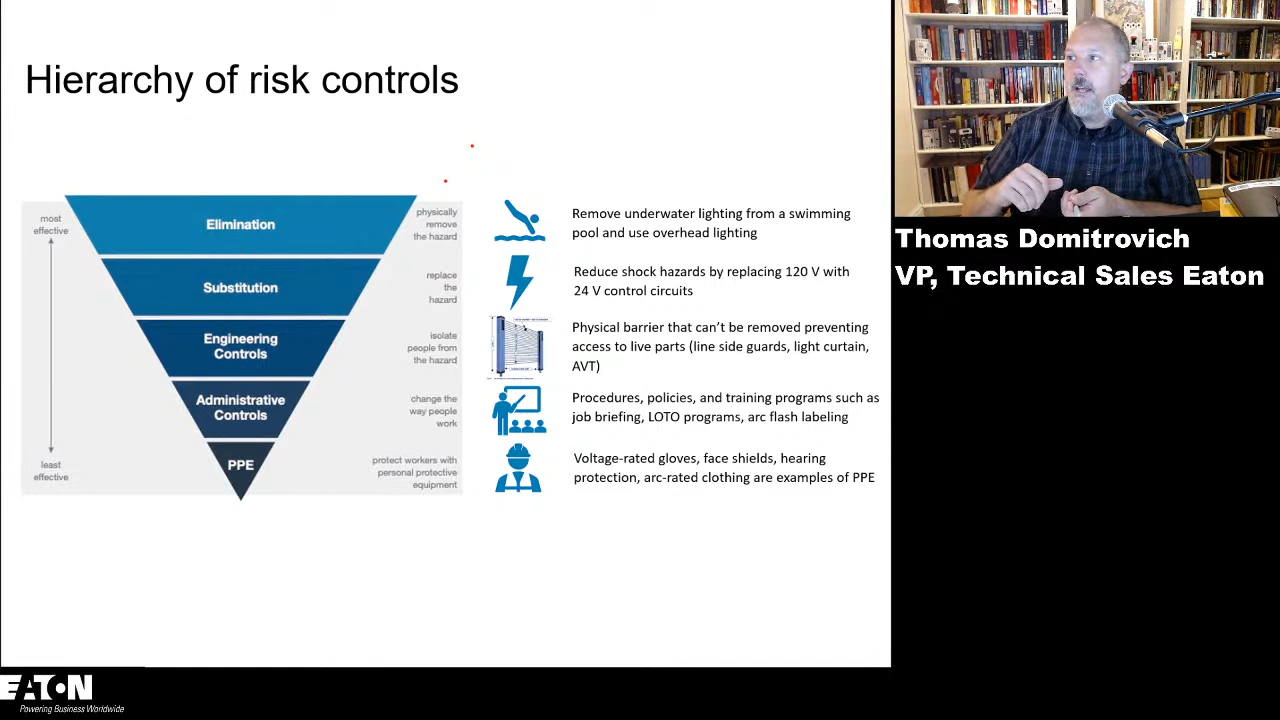 Hierarchy of risk controls
most
effective
least
effective
Elimination
physically
remove
the hazard
Substitution
replace
the
hazard
Engineering
Controls
isolate
people from
the hazard
Administrative
Controls
change the
way people
work
PPE
protect workers with
personal protective
equipment
Remove underwater lighting from a swimming
pool and use overhead lighting
Reduce shock hazards by replacing 120 V with
24 V control circuits
Physical barrier that can’t be removed preventing
access to live parts (line side guards, light curtain,
AVT)
Procedures, policies, and training programs such as
job briefing, LOTO programs, arc flash labeling
Voltage-rated gloves, face shields, hearing
protection, arc-rated clothing are examples of PPE
Thomas Domitrovich
VP, Technical Sales Eaton
EATON
Powering Business Worldwide